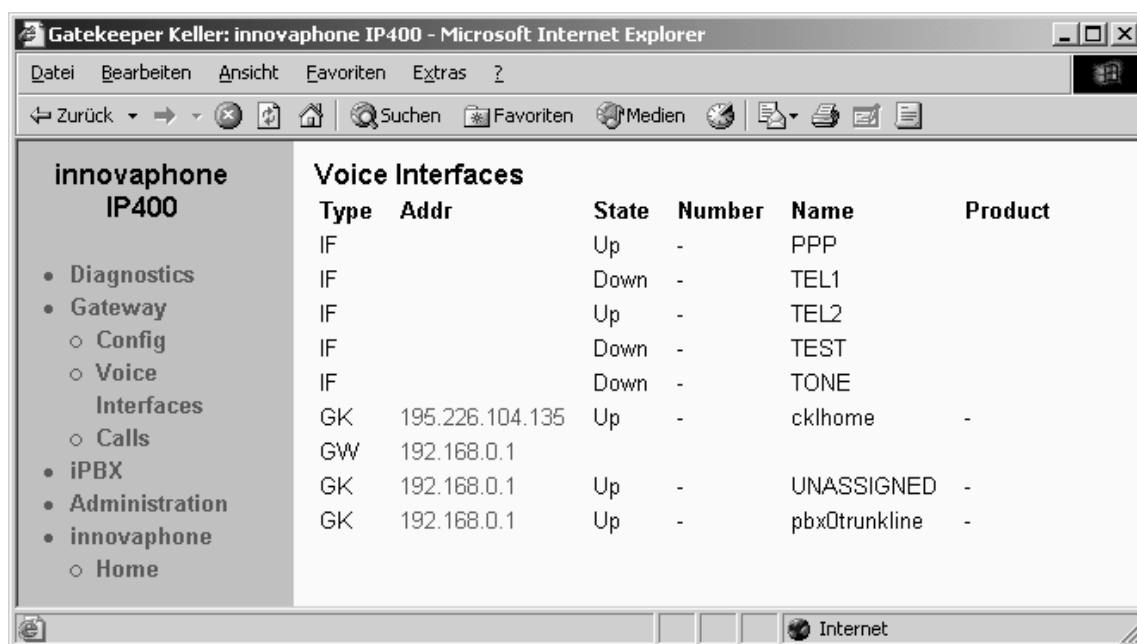 Gatekeeper Keller: innovaphone IP400 - Microsoft Internet Explorer
Datei Bearbeiten Ansicht Favoriten Extras ?
Zurück Suchen Favoriten Medien
innovaphone
IP400
Diagnostics
Gateway
Config
Voice
Interfaces
Calls
iPBX
Administration
innovaphone
Home
Voice Interfaces
Type Addr State Number Name Product
IF Up - PPP
IF Down - TEL1
IF Up - TEL2
IF Down - TEST
IF Down - TONE
GK 195.226.104.135 Up - cklhome -
GW 192.168.0.1
GK 192.168.0.1 Up - UNASSIGNED -
GK 192.168.0.1 Up - pbx0trunkline -
Internet